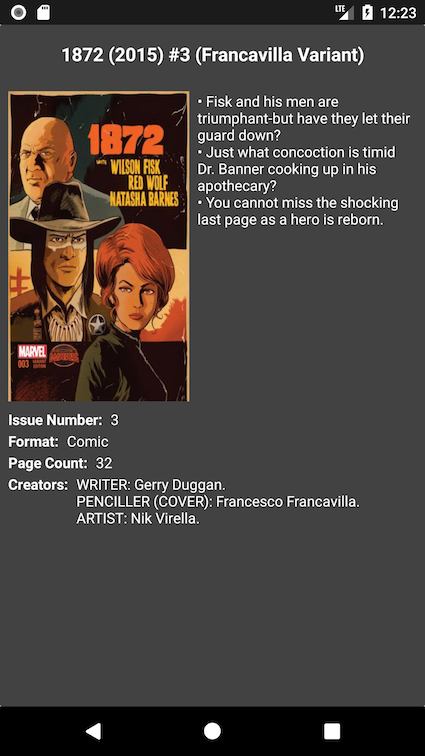 LTE 12:23
1872 (2015) #3 (Francavilla Variant)
1872
WITH
WILSON FISK
RED WOLF
NATASHA BARNES
MARVEL
003
• Fisk and his men are
triumphant-but have they let their
guard down?
• Just what concoction is timid
Dr. Banner cooking up in his
apothecary?
• You cannot miss the shocking
last page as a hero is reborn.
Issue Number: 3
Format: Comic
Page Count: 32
Creators: WRITER: Gerry Duggan.
PENCILLER (COVER): Francesco Francavilla.
ARTIST: Nik Virella.